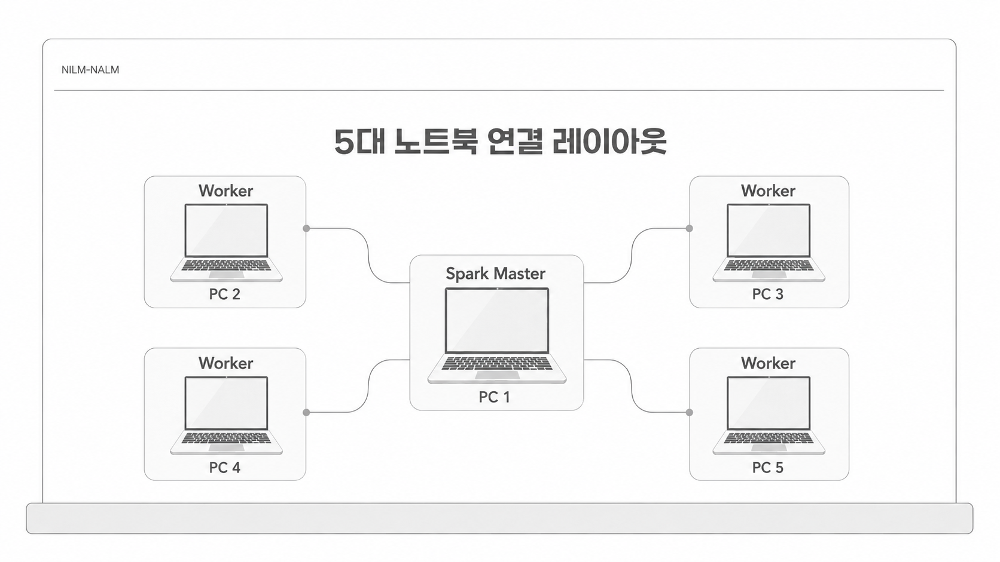 NILM-NALM
5대 노트북 연결 레이아웃
Worker
PC 2
Worker
PC 3
Spark Master
PC 1
Worker
PC 4
Worker
PC 5